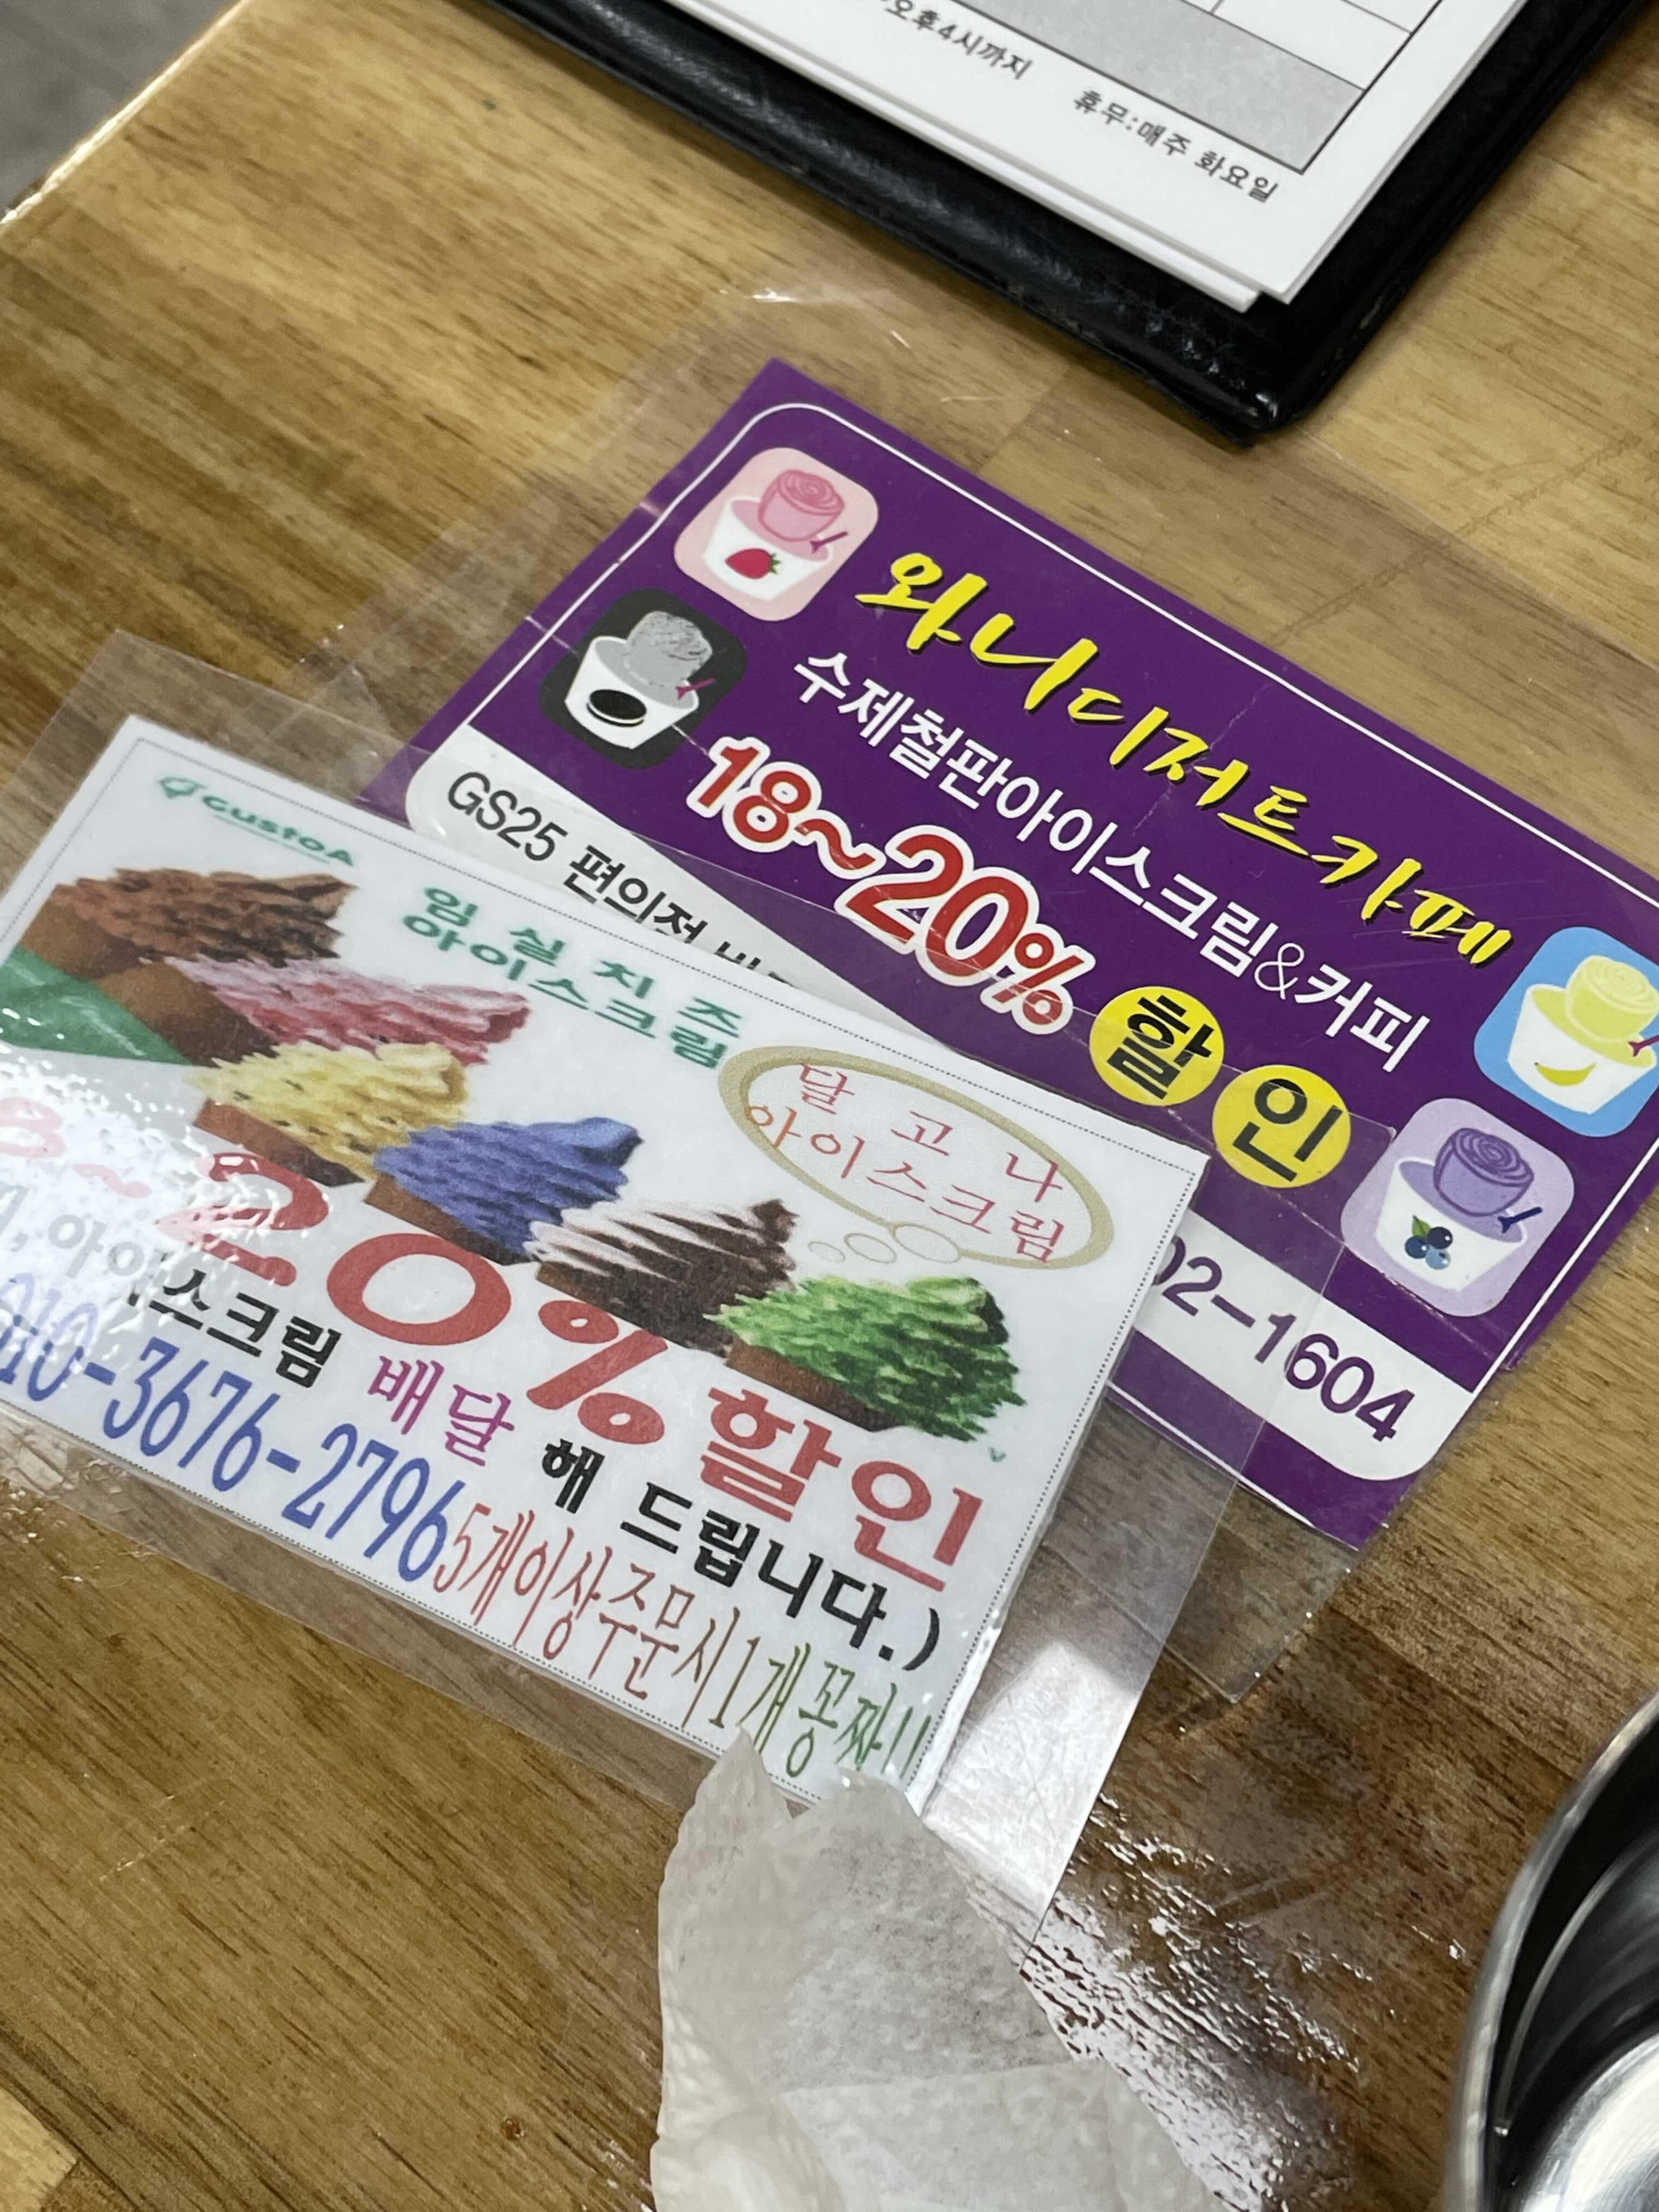 오후4시까지 휴무:매주 화요일
와니디저트카페
수제철판아이스크림&커피
18~20% 할인
GS25 편의점
02-1604
CustoA
임실치즈
아이스크림
달고나
아이스크림
20% 할인
아이스크림 배달 해 드립니다.)
010-3676-2796 5개이상주문시1개꽁짜!!